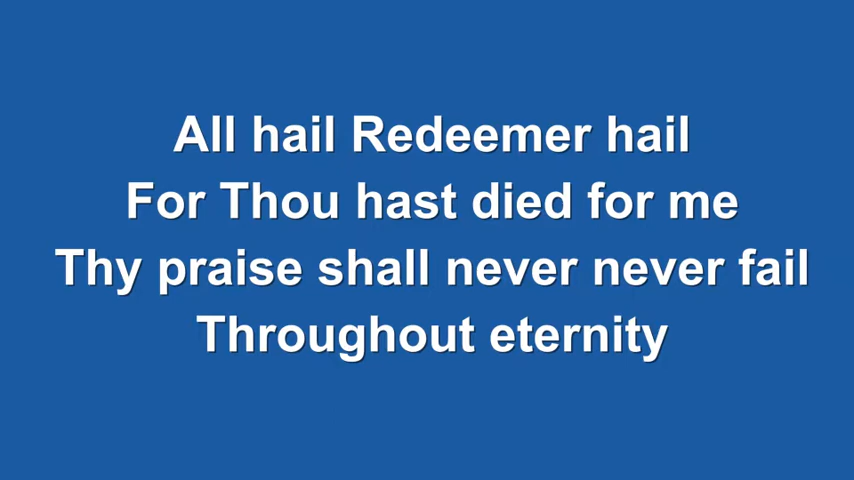 All hail Redeemer hail
For Thou hast died for me
Thy praise shall never never fail
Throughout eternity